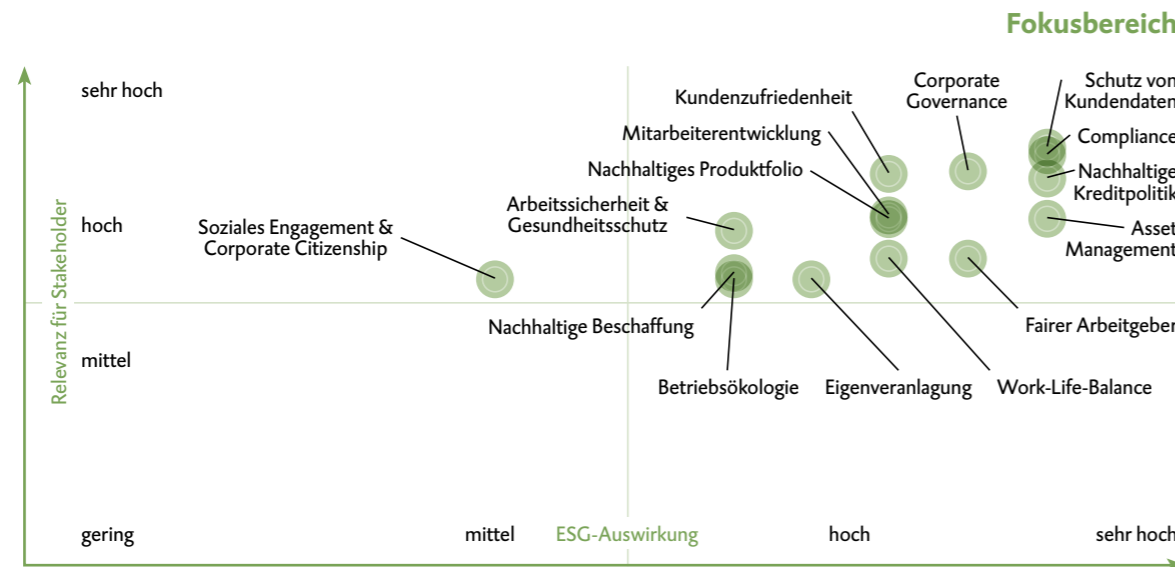 Fokusbereich
sehr hoch
Kundenzufriedenheit
Corporate
Governance
Schutz von
Kundendaten
Mitarbeiterentwicklung
Compliance
Nachhaltiges Produktfolio
Nachhaltige
Kreditpolitik
Arbeitssicherheit &
Gesundheitsschutz
hoch
Soziales Engagement &
Corporate Citizenship
Asset
Management
Relevanz für Stakeholder
Nachhaltige Beschaffung
Fairer Arbeitgeber
mittel
Betriebsökologie
Eigenveranlagung
Work-Life-Balance
gering
mittel
ESG-Auswirkung
hoch
sehr hoch